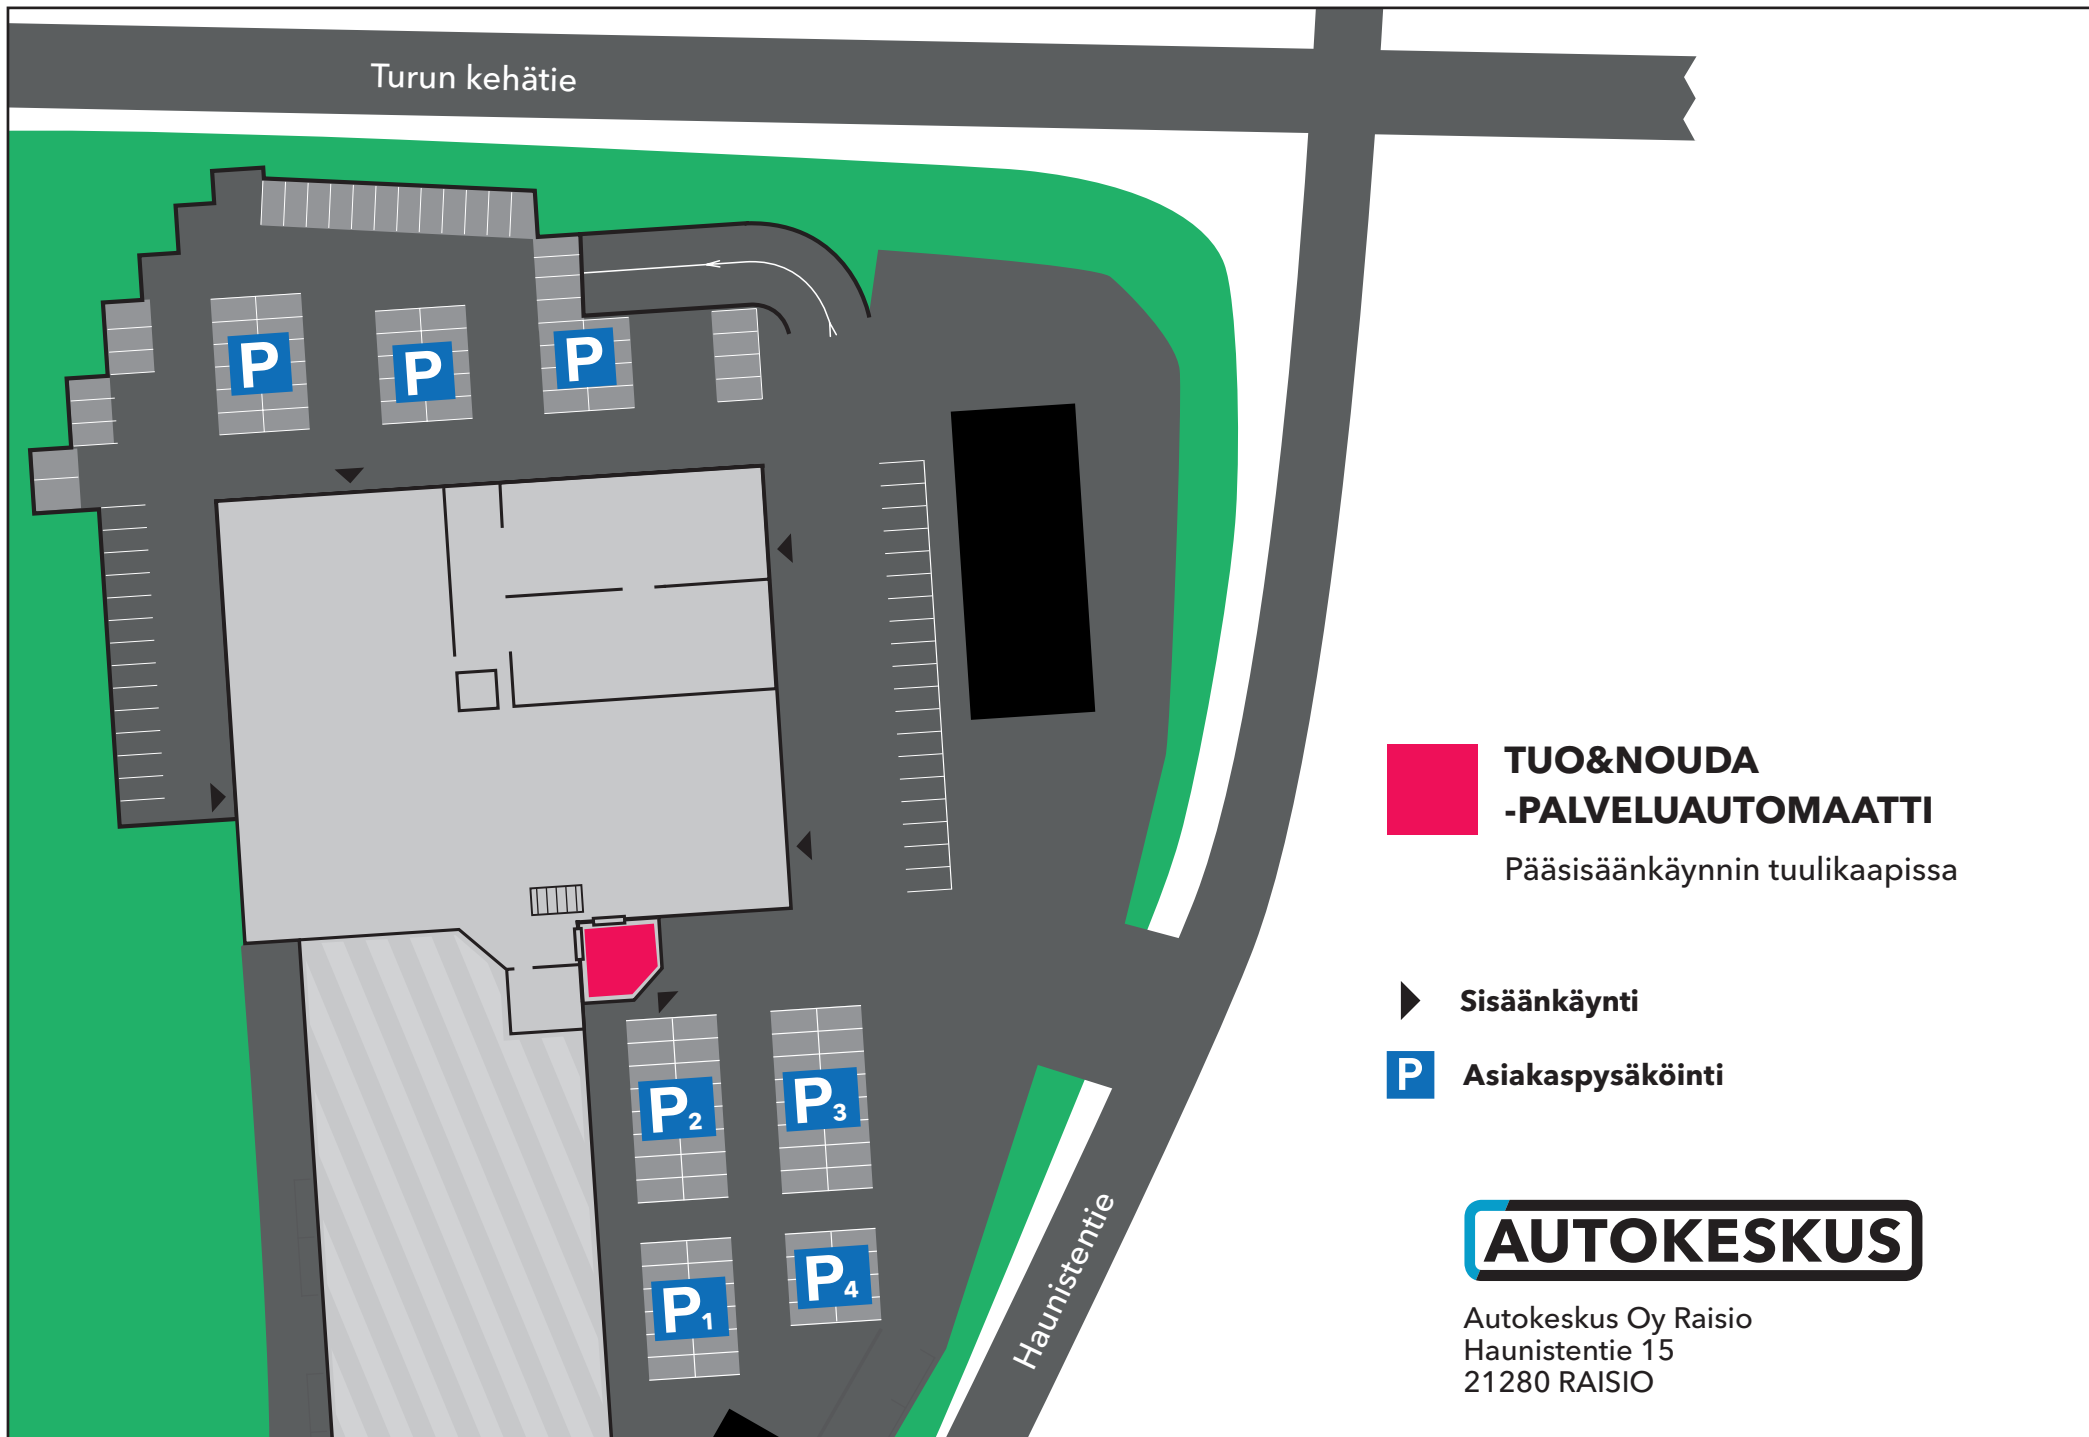 Turun kehätie
P
P
P
TUO&NOUDA
-PALVELUAUTOMAATTI
Pääsisäänkäynnin tuulikaapissa
Sisäänkäynti
P Asiakaspysäköinti
P2
P3
P1
P4
Haunistentie
AUTOKESKUS
Autokeskus Oy Raisio
Haunistentie 15
21280 RAISIO